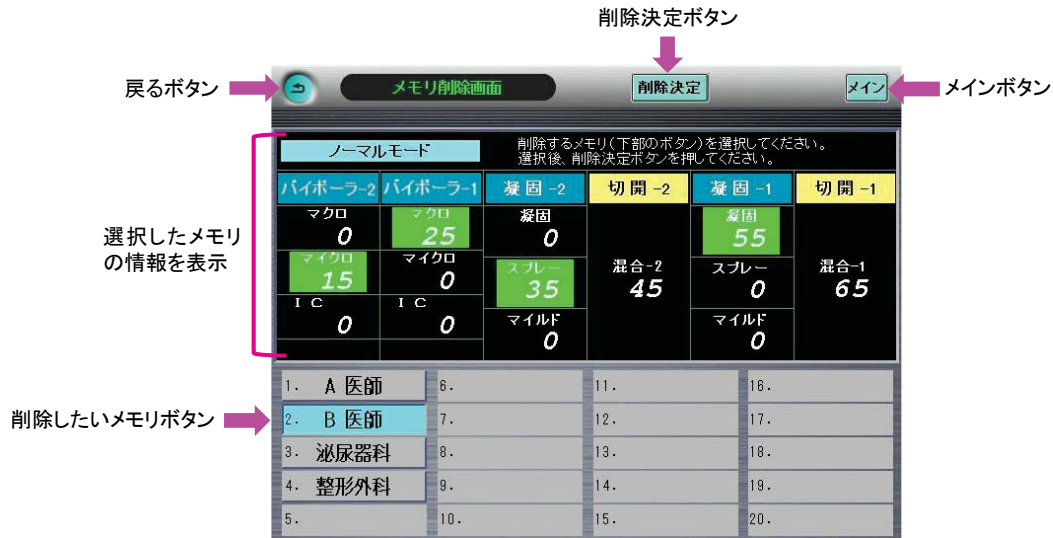 削除決定ボタン
戻るボタン
メモリ削除画面
削除決定
メイン
メインボタン
ノーマルモード
削除するメモリ(下部のボタン)を選択してください。
選択後、削除決定ボタンを押してください。
バイポーラ-2 バイポーラ-1 凝固-2 切開-2 凝固-1 切開-1
マクロ マクロ 凝固 凝固
0 25 0 55
選択したメモリ
の情報を表示
マイクロ マイクロ スプレー 混合-2 スプレー 混合-1
15 0 35 45 0 65
IC IC マイルド マイルド
0 0 0 0
1. A 医師 6. 11. 16.
削除したいメモリボタン
2. B 医師 7. 12. 17.
3. 泌尿器科 8. 13. 18.
4. 整形外科 9. 14. 19.
5. 10. 15. 20.